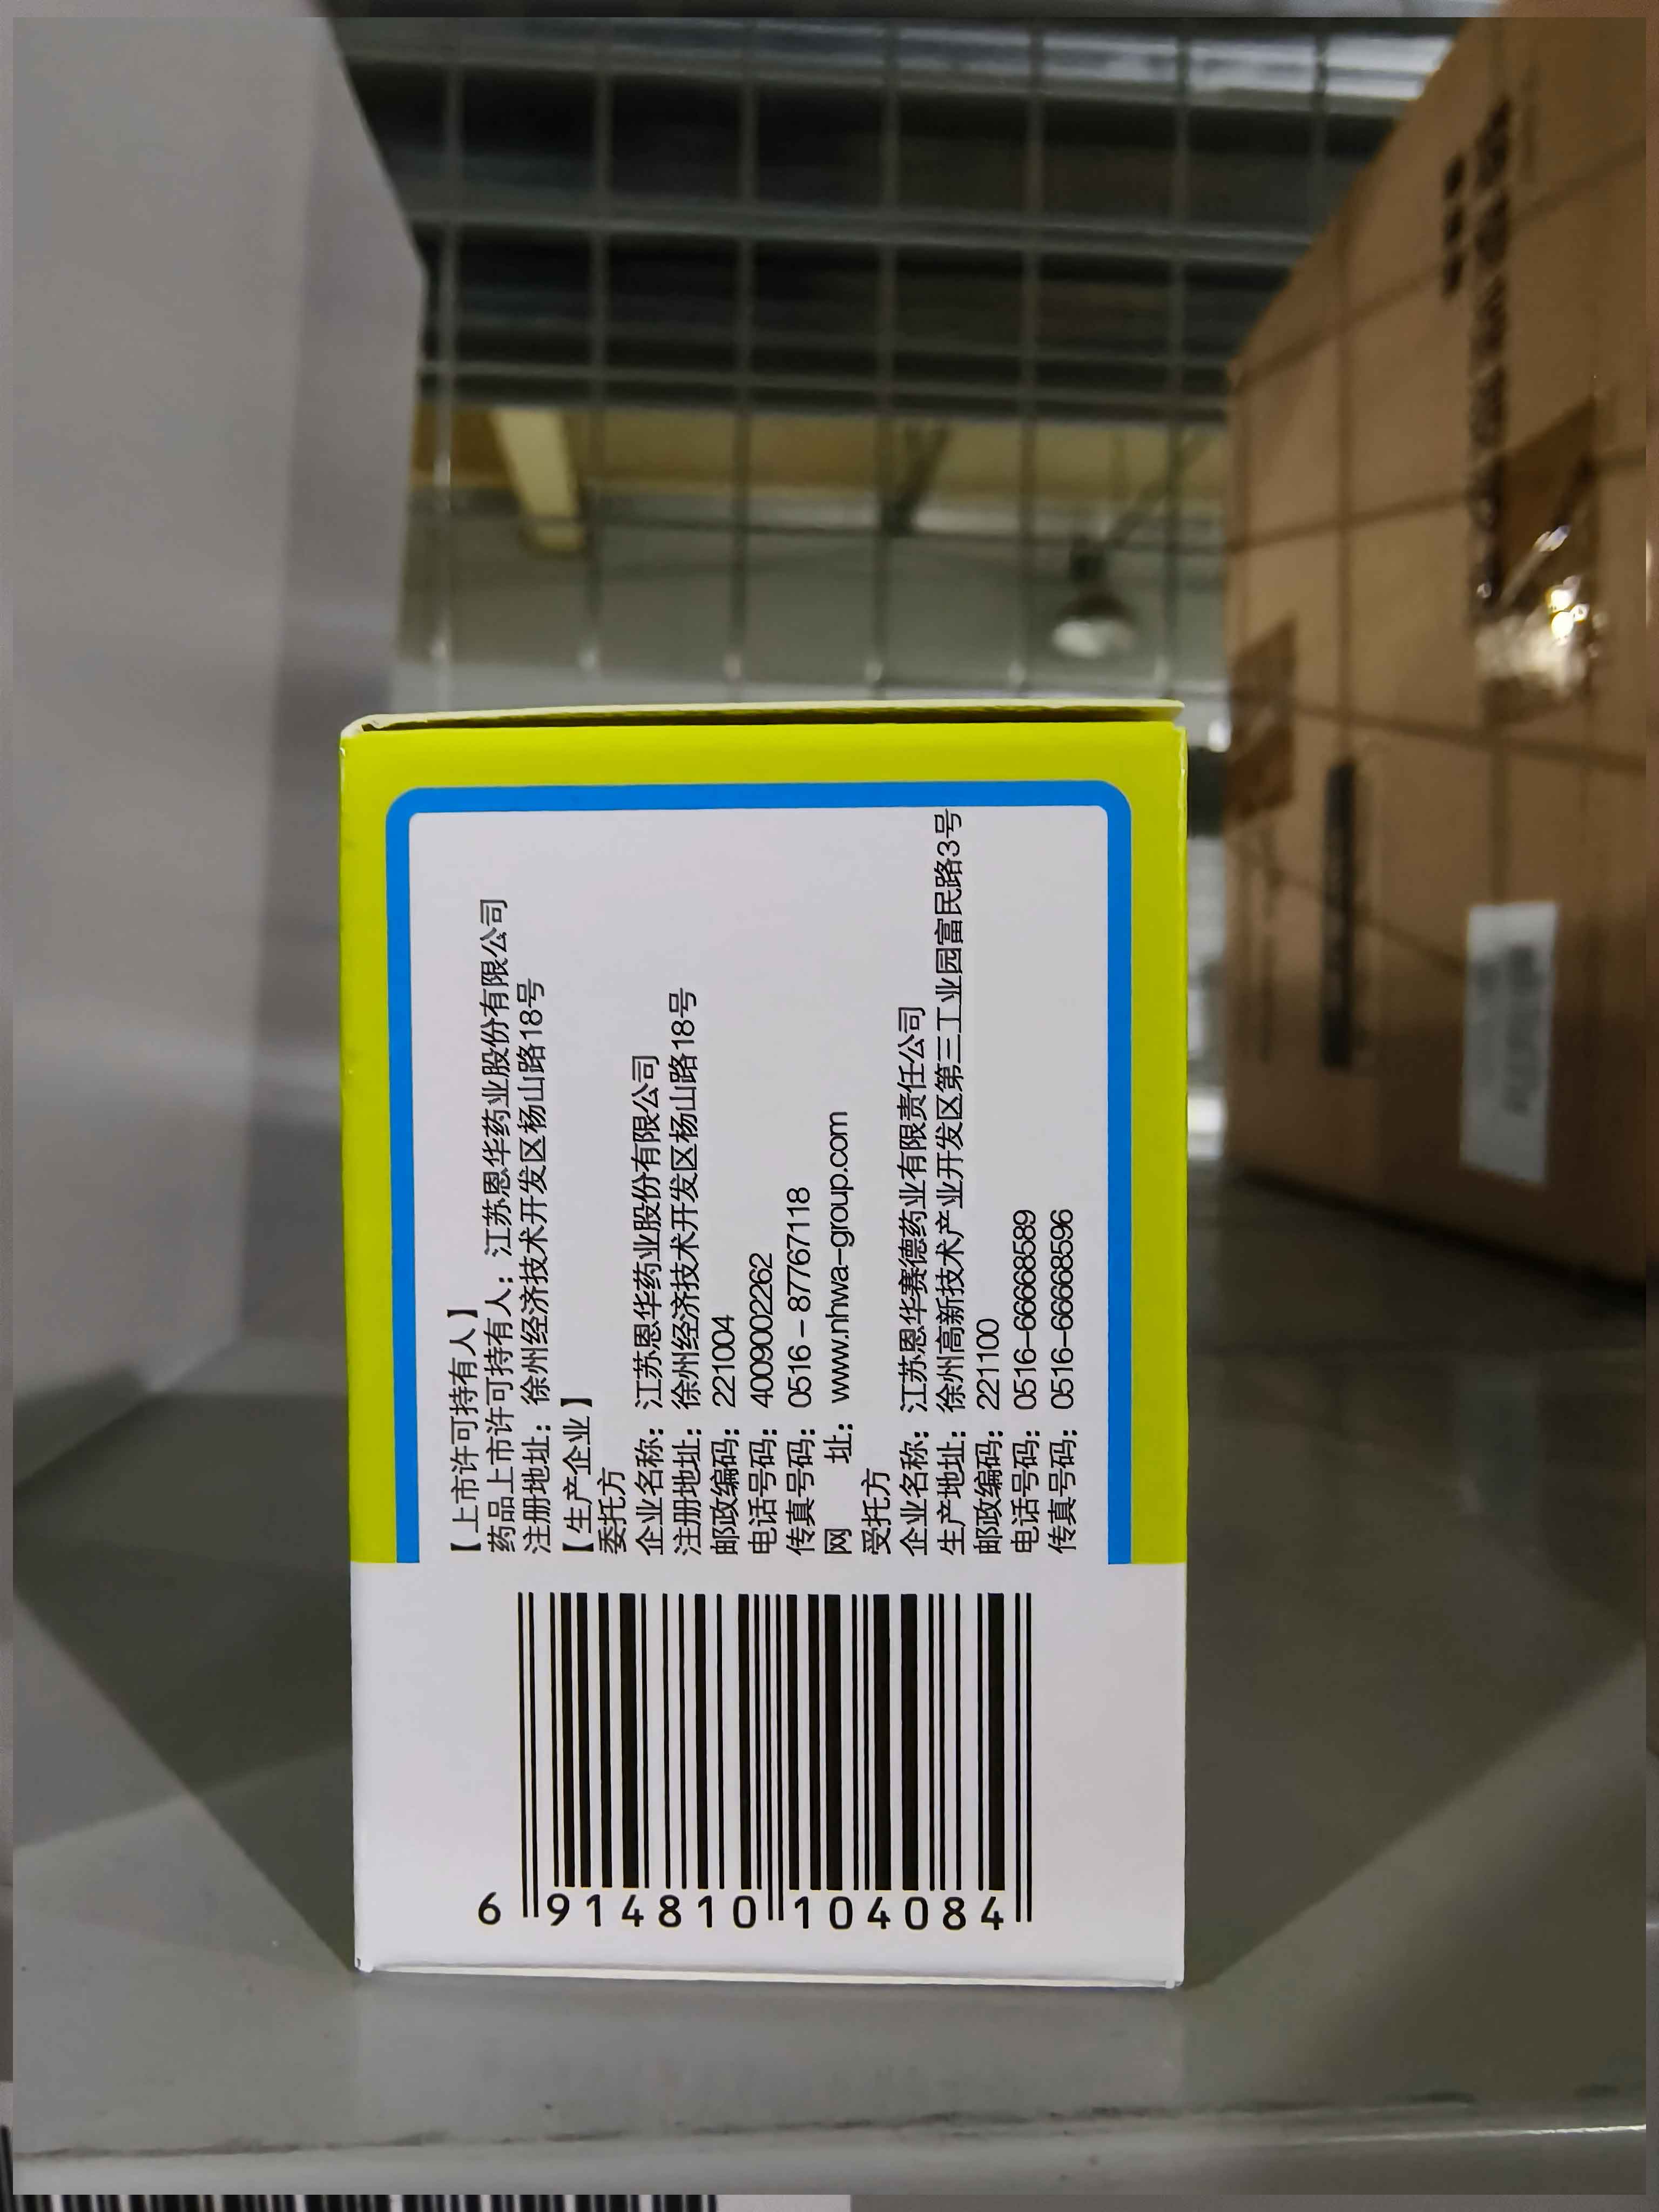 【上市许可持有人】
药品上市许可持有人：江苏恩华药业股份有限公司
注册地址：徐州经济技术开发区杨山路18号
【生产企业】
委托方
企业名称：江苏恩华药业股份有限公司
注册地址：徐州经济技术开发区杨山路18号
邮政编码：221004
电话号码：4009002262
传真号码：0516－87767118
网 址：www.nhwa-group.com
受托方
企业名称：江苏恩华赛德药业有限责任公司
生产地址：徐州高新技术产业开发区第三工业园富民路3号
邮政编码：221100
电话号码：0516-66668589
传真号码：0516-66668596
6 914810 104084